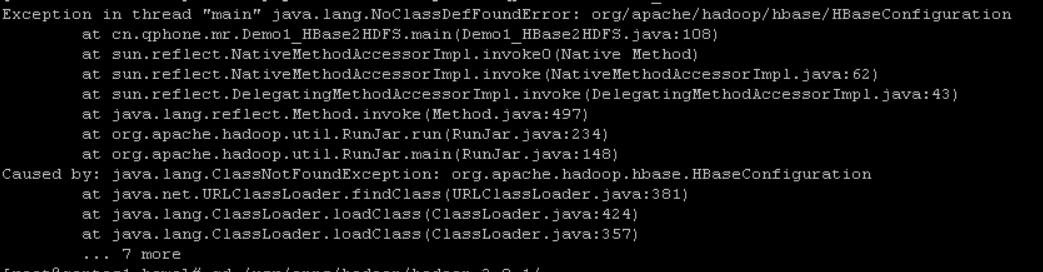 Exception in thread "main" java.lang.NoClassDefFoundError: org/apache/hadoop/hbase/HBaseConfiguration
at cn.qphone.mr.Demo1_HBase2HDFS.main(Demo1_HBase2HDFS.java:108)
at sun.reflect.NativeMethodAccessorImpl.invoke0(Native Method)
at sun.reflect.NativeMethodAccessorImpl.invoke(NativeMethodAccessorImpl.java:62)
at sun.reflect.DelegatingMethodAccessorImpl.invoke(DelegatingMethodAccessorImpl.java:43)
at java.lang.reflect.Method.invoke(Method.java:497)
at org.apache.hadoop.util.RunJar.run(RunJar.java:234)
at org.apache.hadoop.util.RunJar.main(RunJar.java:148)
Caused by: java.lang.ClassNotFoundException: org.apache.hadoop.hbase.HBaseConfiguration
at java.net.URLClassLoader.findClass(URLClassLoader.java:381)
at java.lang.ClassLoader.loadClass(ClassLoader.java:424)
at java.lang.ClassLoader.loadClass(ClassLoader.java:357)
... 7 more